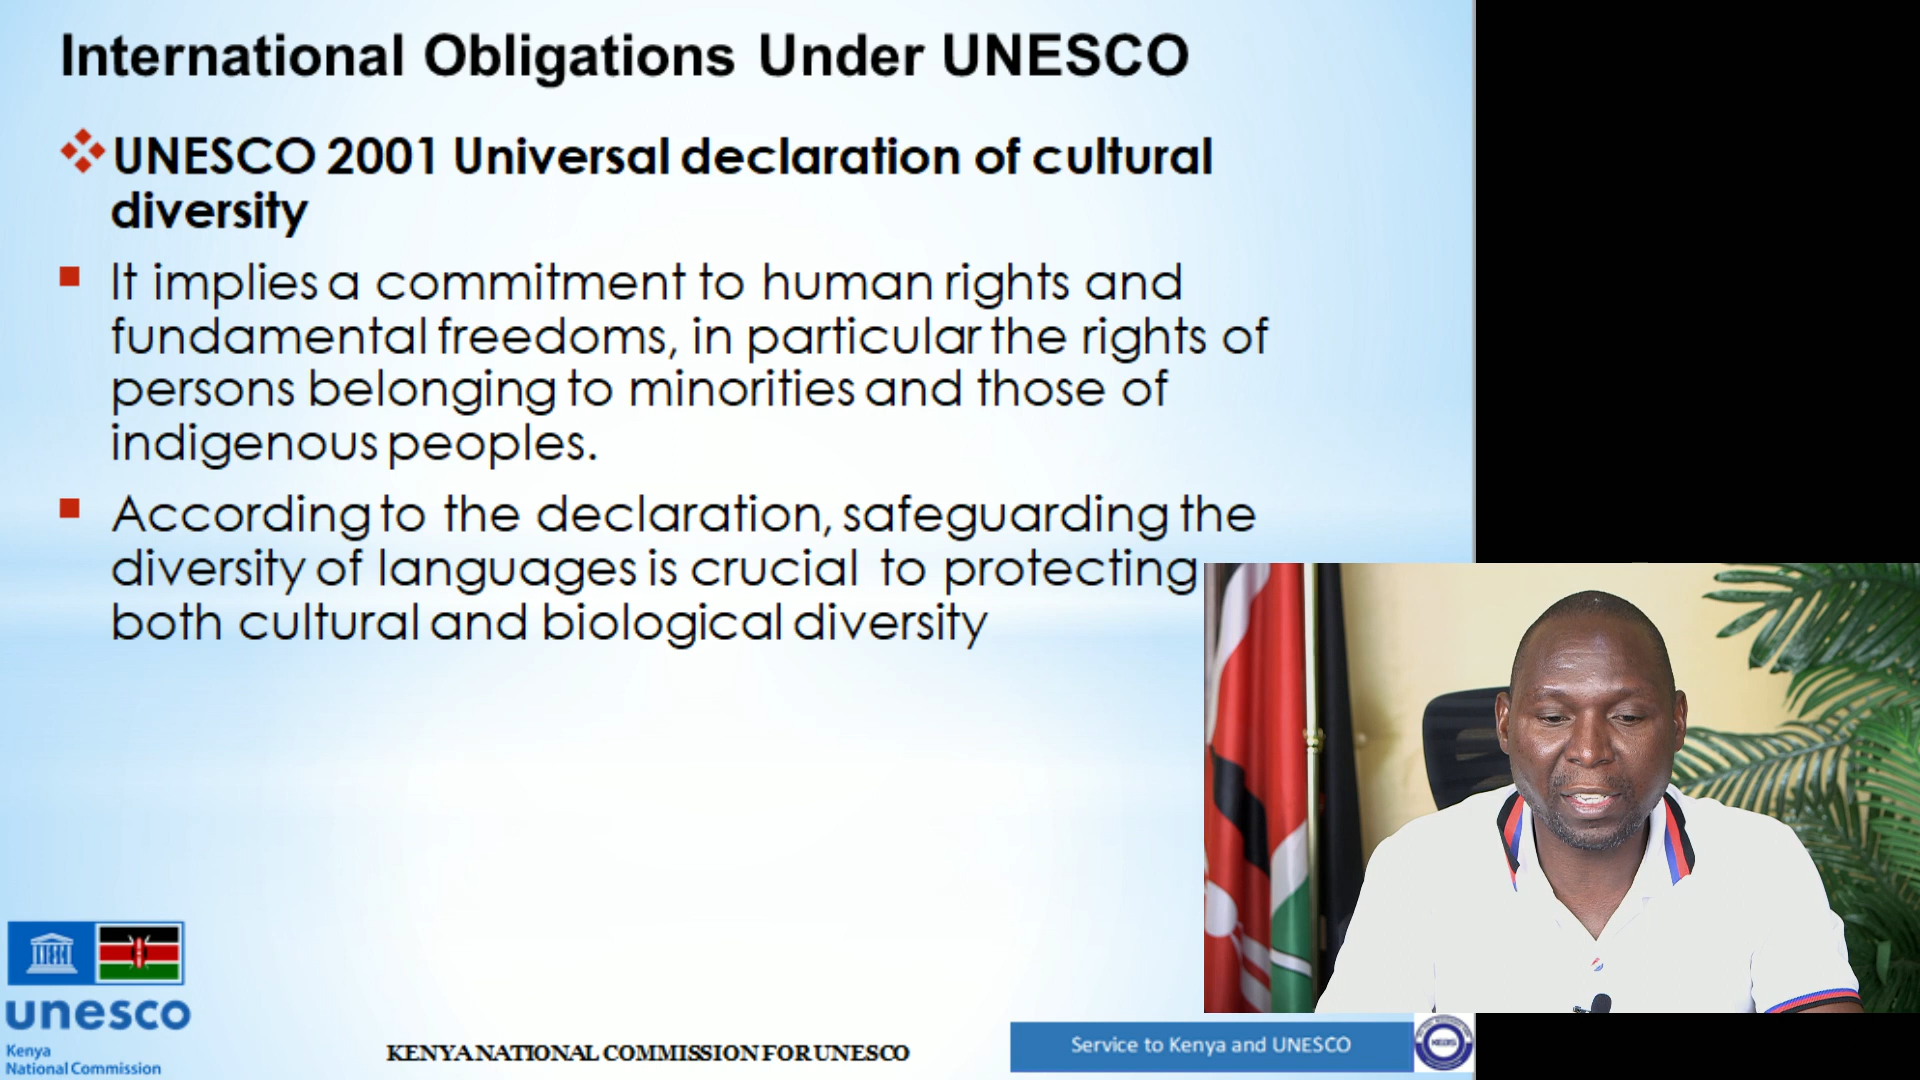 International Obligations Under UNESCO
UNESCO 2001 Universal declaration of cultural
diversity
It implies a commitment to human rights and
fundamental freedoms, in particular the rights of
persons belonging to minorities and those of
indigenous peoples.
According to the declaration, safeguarding the
diversity of languages is crucial to protecting
both cultural and biological diversity
unesco
Kenya
National Commission
KENYA NATIONAL COMMISSION FOR UNESCO
Service to Kenya and UNESCO